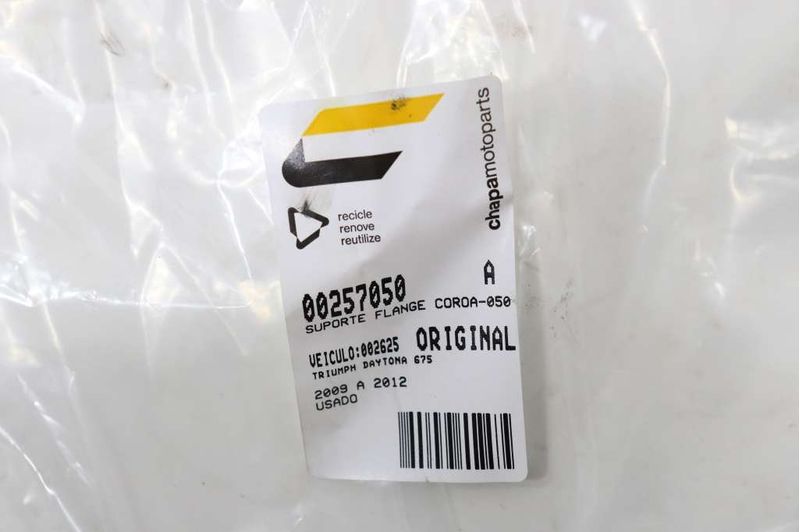 chapamotoparts
recicle
renove
reutilize
A
00257050
SUPORTE FLANGE COROA-050
VEICULO:002625 ORIGINAL
TRIUMPH DAYTONA 675
2009 A 2012
USADO